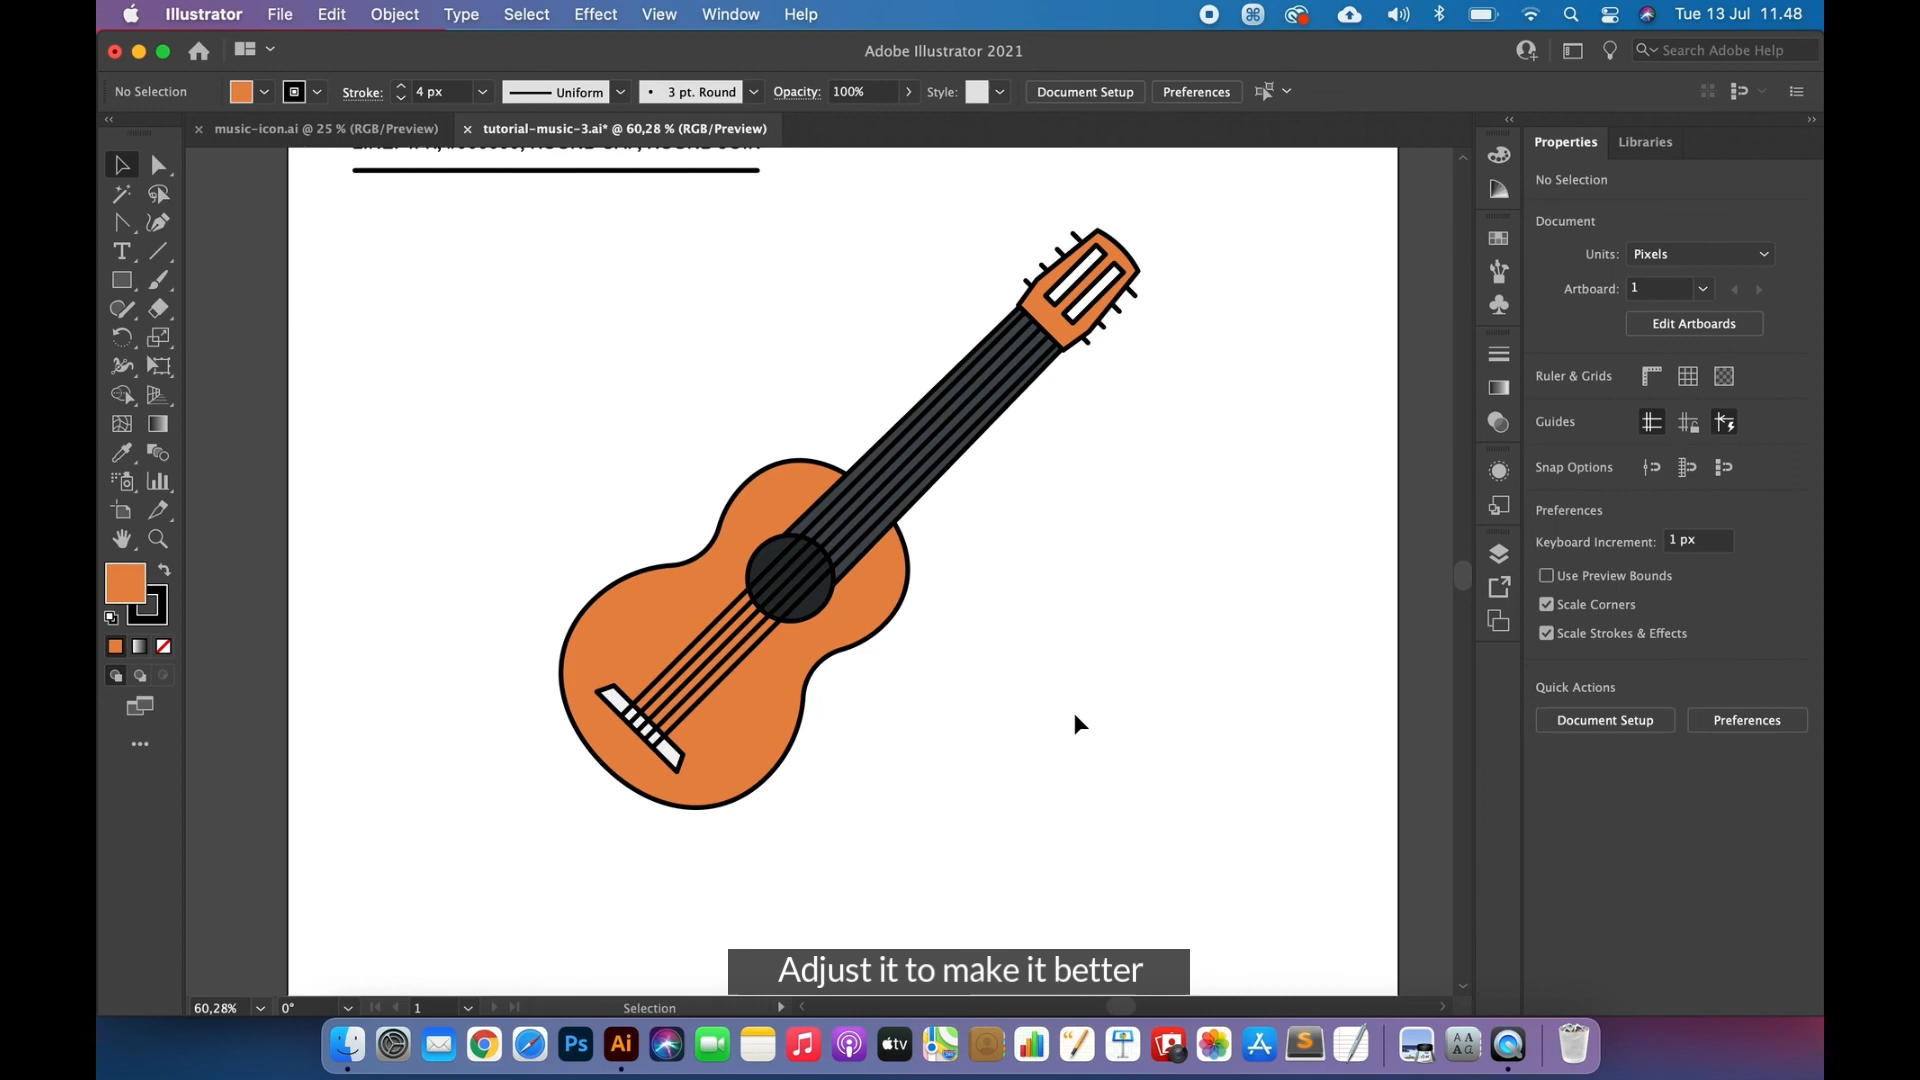 Illustrator File Edit Object Type Select Effect View Window Help
Tue 13 Jul 11.48
Adobe Illustrator 2021
Search Adobe Help
No Selection
Stroke: 4 px
Uniform
3 pt. Round
Opacity: 100%
Style:
Document Setup
Preferences
music-icon.ai @ 25 % (RGB/Preview)
tutorial-music-3.ai* @ 60,28 % (RGB/Preview)
Properties
Libraries
No Selection
Document
Units: Pixels
Artboard: 1
Edit Artboards
Ruler & Grids
Guides
Snap Options
Preferences
Keyboard Increment: 1 px
Use Preview Bounds
Scale Corners
Scale Strokes & Effects
Quick Actions
Document Setup
Preferences
Adjust it to make it better
60,28%
0°
1
Selection
Ps
Ai
tv